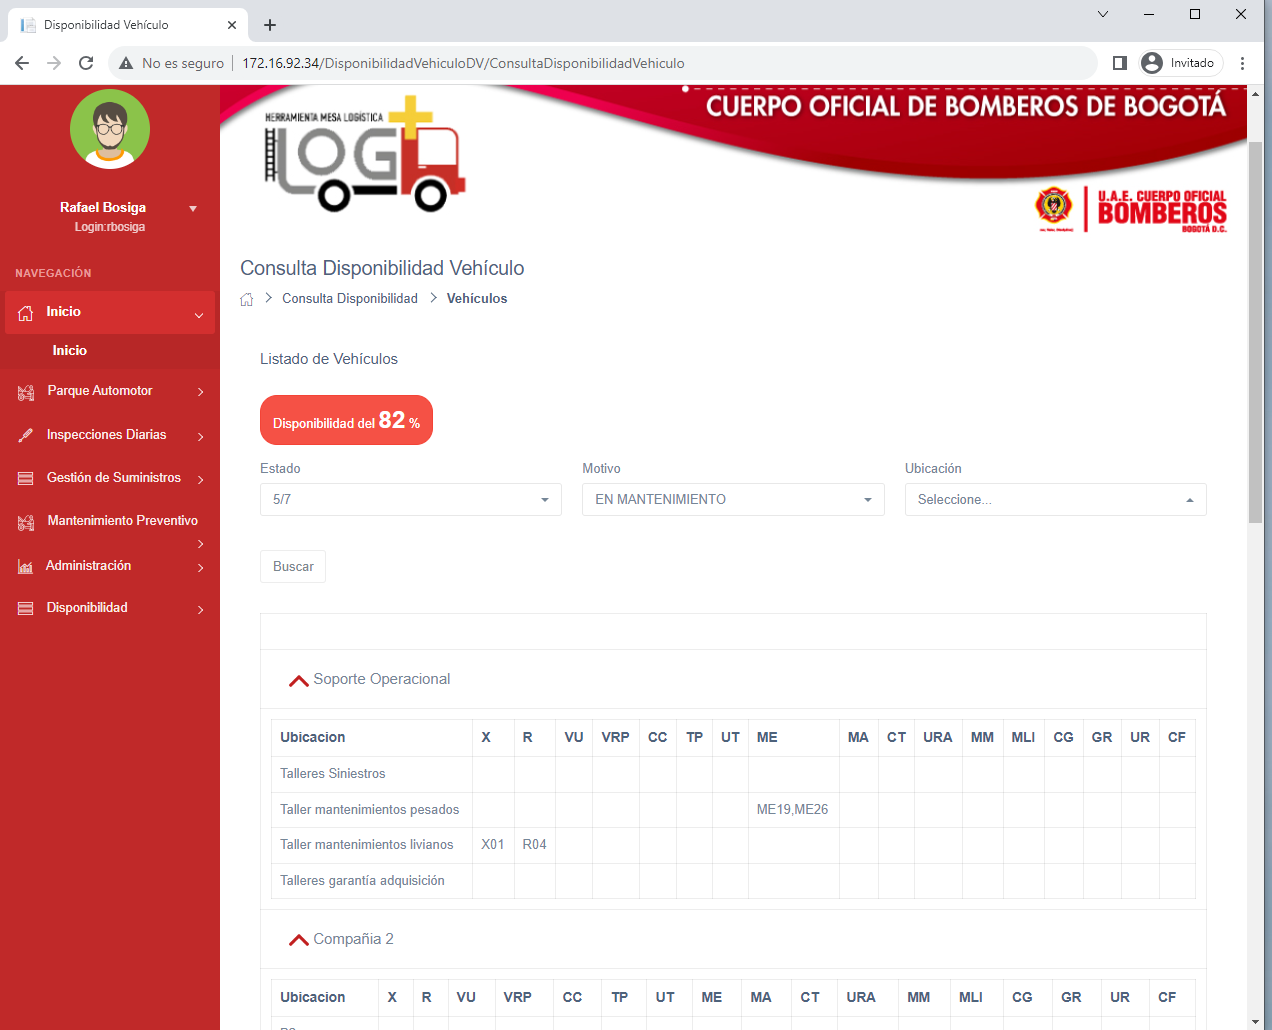 Disponibilidad Vehículo
No es seguro 172.16.92.34/DisponibilidadVehiculoDV/ConsultaDisponibilidadVehiculo Invitado
CUERPO OFICIAL DE BOMBEROS DE BOGOTÁ
HERRAMIENTA MESA LOGÍSTICA
LOG
U.A.E. CUERPO OFICIAL
BOMBEROS
BOGOTÁ D.C.
Rafael Bosiga
Login:rbosiga
NAVEGACIÓN
Inicio
Inicio
Parque Automotor
Inspecciones Diarias
Gestión de Suministros
Mantenimiento Preventivo
Administración
Disponibilidad
Consulta Disponibilidad Vehículo
Consulta Disponibilidad Vehículos
Listado de Vehículos
Disponibilidad del 82 %
Estado Motivo Ubicación
5/7 EN MANTENIMIENTO Seleccione...
Buscar
Soporte Operacional
Ubicacion X R VU VRP CC TP UT ME MA CT URA MM MLI CG GR UR CF
Talleres Siniestros
Taller mantenimientos pesados ME19,ME26
Taller mantenimientos livianos X01 R04
Talleres garantía adquisición
Compañia 2
Ubicacion X R VU VRP CC TP UT ME MA CT URA MM MLI CG GR UR CF